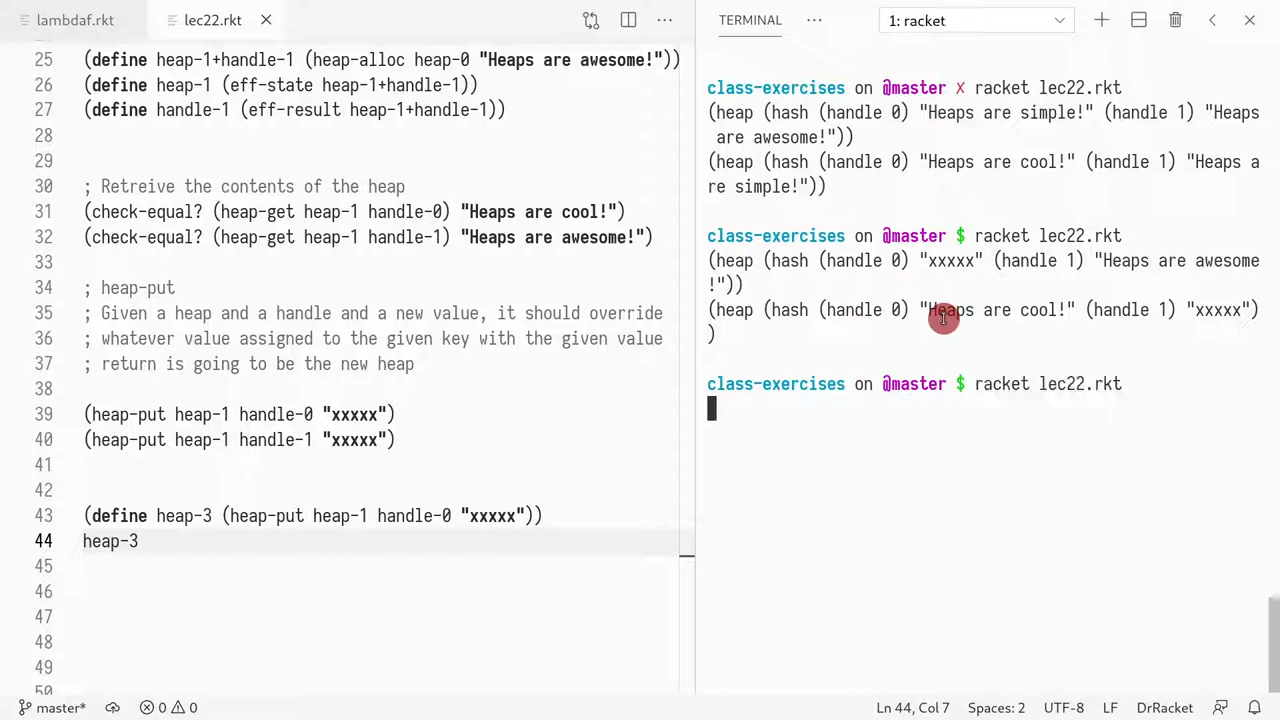 lambdaf.rkt
lec22.rkt
TERMINAL
1: racket
25 (define heap-1+handle-1 (heap-alloc heap-0 "Heaps are awesome!"))
26 (define heap-1 (eff-state heap-1+handle-1))
27 (define handle-1 (eff-result heap-1+handle-1))
28
29
30 ; Retreive the contents of the heap
31 (check-equal? (heap-get heap-1 handle-0) "Heaps are cool!")
32 (check-equal? (heap-get heap-1 handle-1) "Heaps are awesome!")
33
34 ; heap-put
35 ; Given a heap and a handle and a new value, it should override
36 ; whatever value assigned to the given key with the given value
37 ; return is going to be the new heap
38
39 (heap-put heap-1 handle-0 "xxxxx")
40 (heap-put heap-1 handle-1 "xxxxx")
41
42
43 (define heap-3 (heap-put heap-1 handle-0 "xxxxx"))
44 heap-3
45
46
47
48
49
50
class-exercises on @master X racket lec22.rkt
(heap (hash (handle 0) "Heaps are simple!" (handle 1) "Heaps
are awesome!"))
(heap (hash (handle 0) "Heaps are cool!" (handle 1) "Heaps a
re simple!"))
class-exercises on @master $ racket lec22.rkt
(heap (hash (handle 0) "xxxxx" (handle 1) "Heaps are awesome
!"))
(heap (hash (handle 0) "Heaps are cool!" (handle 1) "xxxxx")
)
class-exercises on @master $ racket lec22.rkt
master*
0
0
Ln 44, Col 7
Spaces: 2
UTF-8
LF
DrRacket